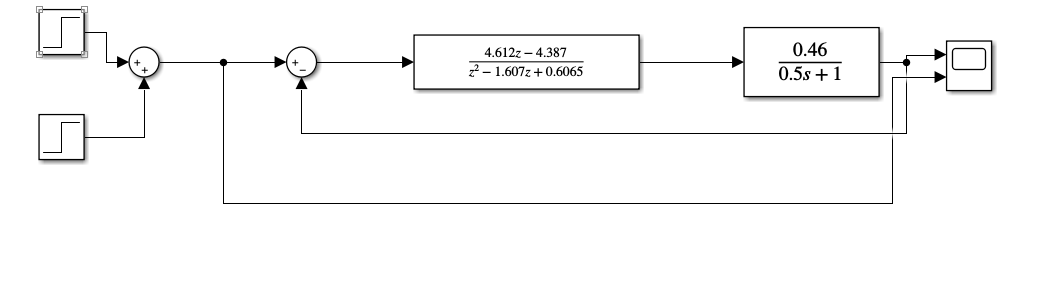 +
+
+
−
4.612z − 4.387
z² − 1.607z + 0.6065
0.46
0.5s + 1